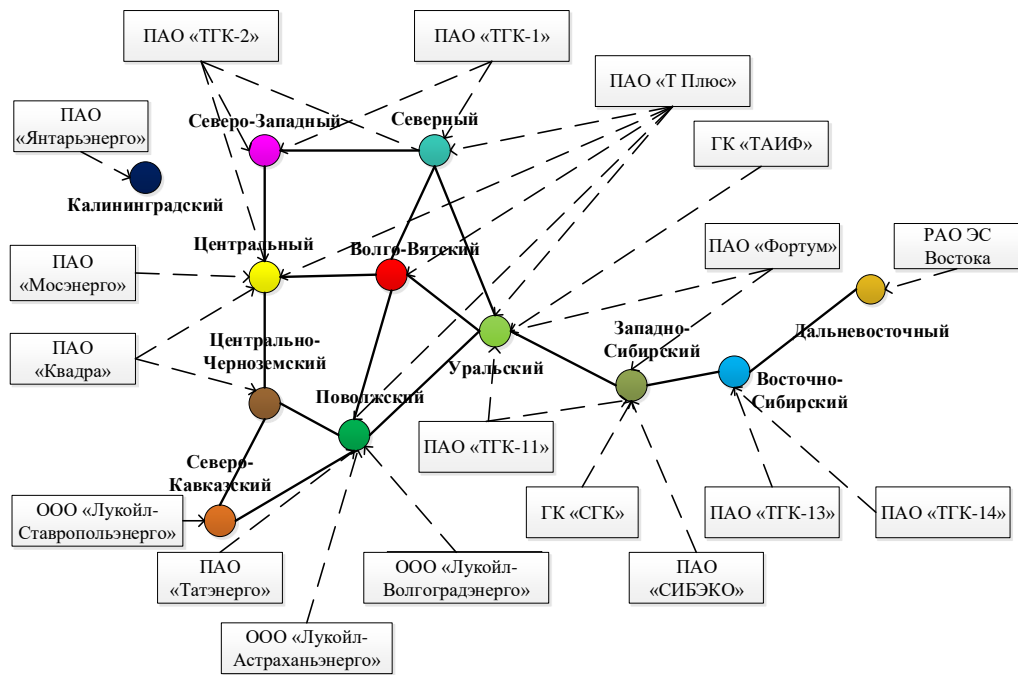 ПАО «ТГК-2»
ПАО «ТГК-1»
ПАО «Т Плюс»
ПАО
«Янтарьэнерго»
Северо-Западный
Северный
ГК «ТАИФ»
Калининградский
Центральный
Волго-Вятский
ПАО «Фортум»
РАО ЭС
Востока
ПАО
«Мосэнерго»
Западно-
Сибирский
Дальневосточный
ПАО
«Квадра»
Центрально-
Черноземский
Уральский
Восточно-
Сибирский
Поволжский
ПАО «ТГК-11»
Северо-
Кавказский
ООО «Лукойл-
Ставропольэнерго»
ГК «СГК»
ПАО «ТГК-13»
ПАО «ТГК-14»
ПАО
«Татэнерго»
ООО «Лукойл-
Волгоградэнерго»
ПАО
«СИБЭКО»
ООО «Лукойл-
Астраханьэнерго»